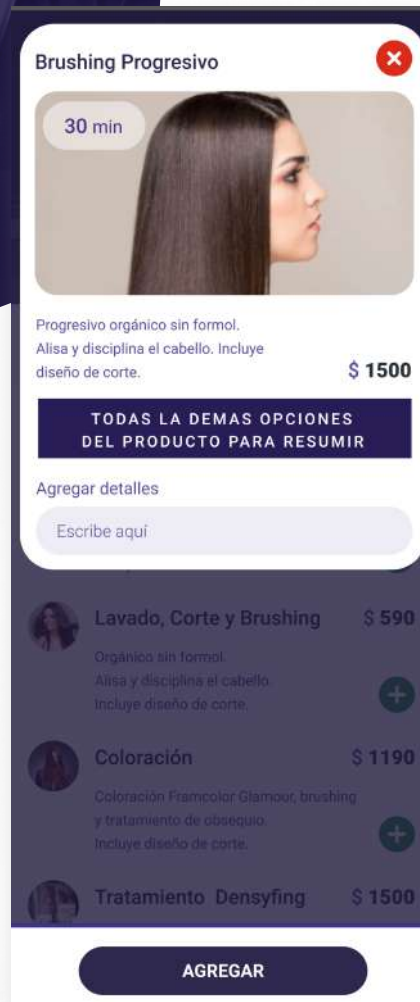 Brushing Progresivo
30 min
Progresivo orgánico sin formol.
Alisa y disciplina el cabello. Incluye
diseño de corte.
$ 1500
TODAS LA DEMAS OPCIONES
DEL PRODUCTO PARA RESUMIR
Agregar detalles
Escribe aquí
Lavado, Corte y Brushing
$ 590
Orgánico sin formol.
Alisa y disciplina el cabello.
Incluye diseño de corte.
Coloración
$ 1190
Coloración Framcolor Glamour, brushing
y tratamiento de obsequio.
Incluye diseño de corte.
Tratamiento Densyfing
$ 1500
AGREGAR